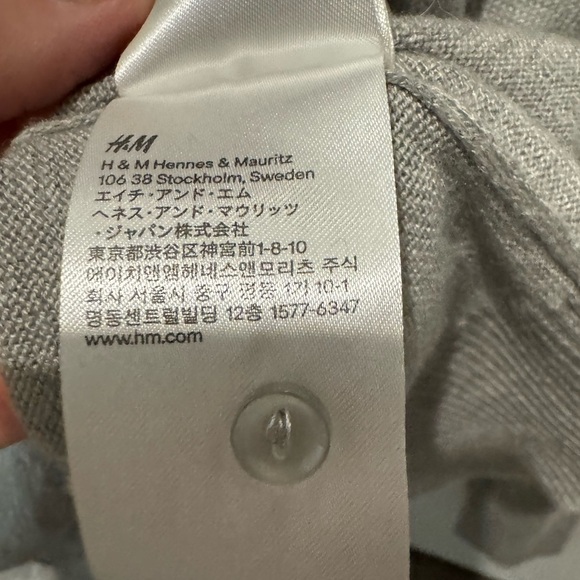 H&M
H & M Hennes & Mauritz
106 38 Stockholm, Sweden
エイチ・アンド・エム
ヘネス・アンド・マウリッツ
・ジャパン株式会社
東京都渋谷区神宮前1-8-10
에이치앤엠헤네스앤모리츠 주식
회사 서울시 중구 명동 1가 10-1
명동센트럴빌딩 12층 1577-6347
www.hm.com